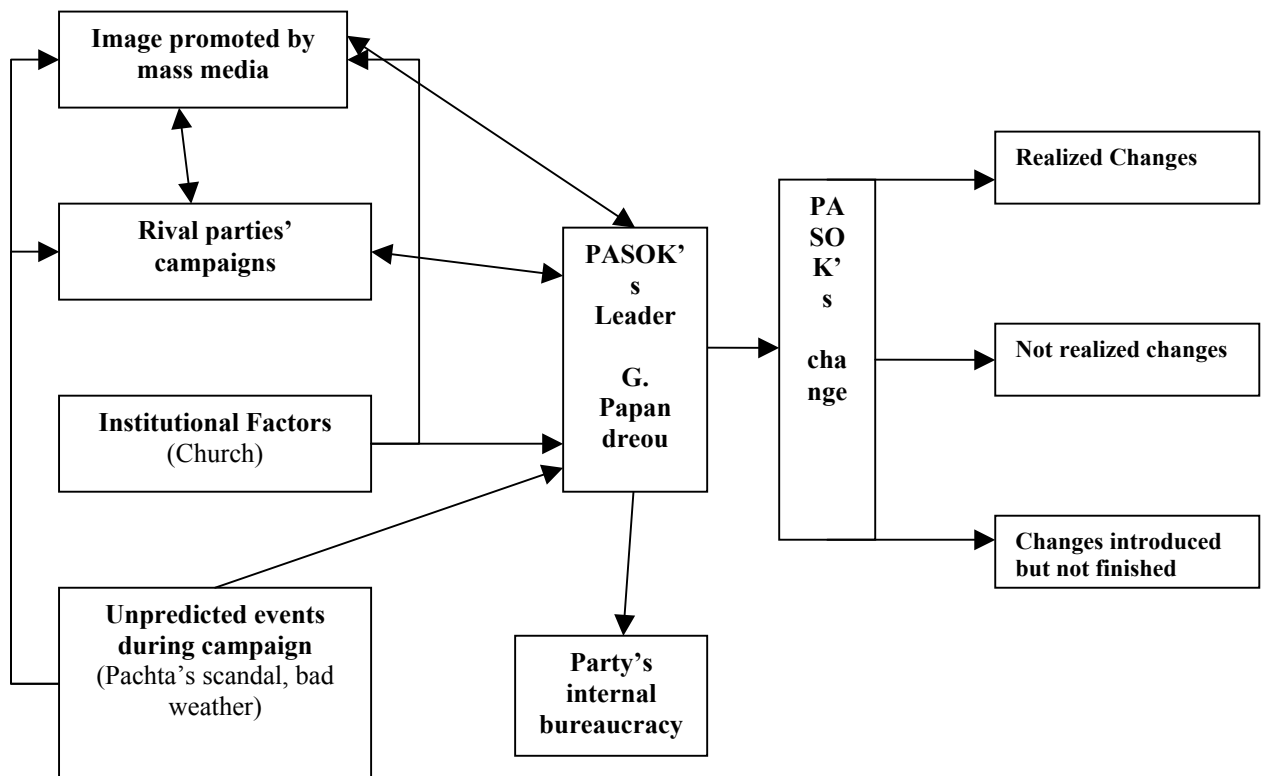 Image promoted by
mass media
Rival parties’
campaigns
Institutional Factors
(Church)
Unpredicted events
during campaign
(Pachta’s scandal, bad
weather)
PASOK’
s
Leader
G.
Papan
dreou
Party’s
internal
bureaucracy
PA
SO
K’
s
cha
nge
Realized Changes
Not realized changes
Changes introduced
but not finished